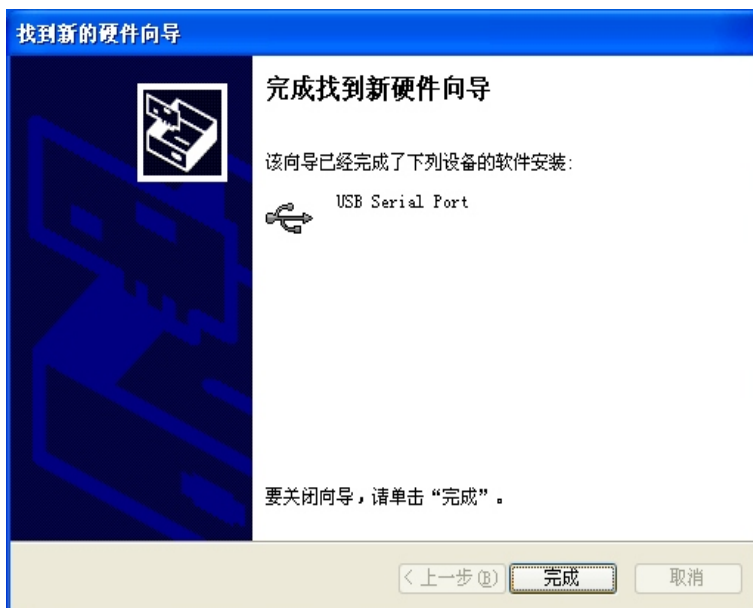 找到新的硬件向导
完成找到新硬件向导
该向导已经完成了下列设备的软件安装:
USB Serial Port
要关闭向导，请单击“完成”。
< 上一步(B)
完成
取消